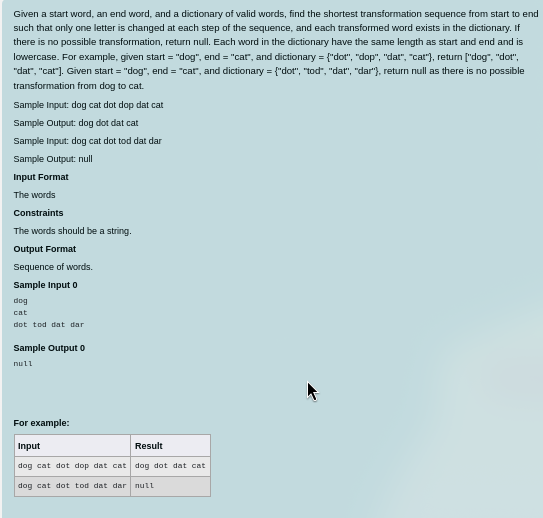 Given a start word, an end word, and a dictionary of valid words, find the shortest transformation sequence from start to end
such that only one letter is changed at each step of the sequence, and each transformed word exists in the dictionary. If
there is no possible transformation, return null. Each word in the dictionary have the same length as start and end and is
lowercase. For example, given start = "dog", end = "cat", and dictionary = {"dot", "dop", "dat", "cat"}, return ["dog", "dot",
"dat", "cat"]. Given start = "dog", end = "cat", and dictionary = {"dot", "tod", "dat", "dar"}, return null as there is no possible
transformation from dog to cat.
Sample Input: dog cat dot dop dat cat
Sample Output: dog dot dat cat
Sample Input: dog cat dot tod dat dar
Sample Output: null
Input Format
The words
Constraints
The words should be a string.
Output Format
Sequence of words.
Sample Input 0
dog
cat
dot tod dat dar
Sample Output 0
null
For example:
Input Result
dog cat dot dop dat cat dog dot dat cat
dog cat dot tod dat dar null